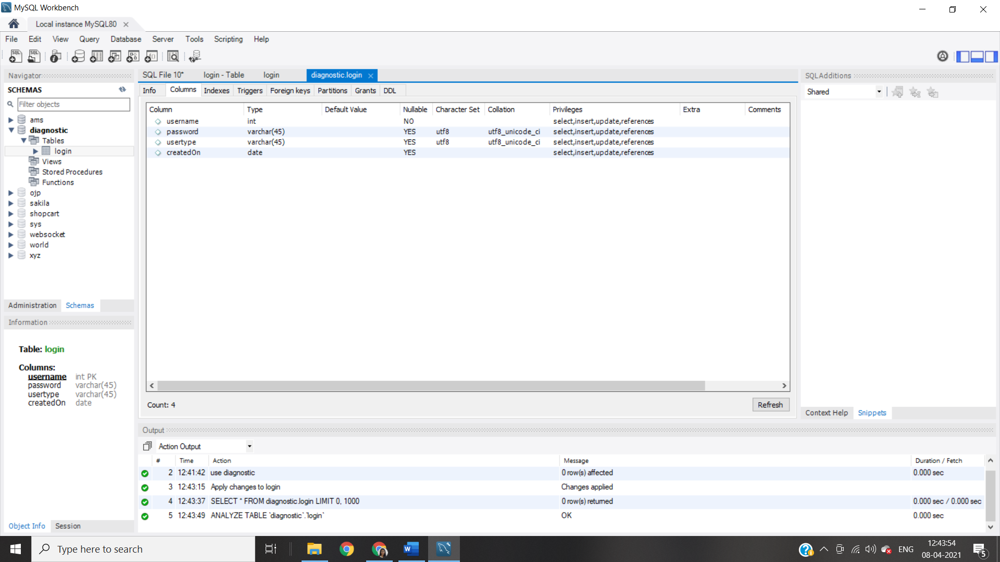 MySQL Workbench
Local instance MySQL80
File Edit View Query Database Server Tools Scripting Help
Navigator
SCHEMAS
Filter objects
ams
diagnostic
Tables
login
Views
Stored Procedures
Functions
ojp
sakila
shopcart
sys
websocket
world
xyz
Administration Schemas
Information
Table: login
Columns:
username int PK
password varchar(45)
usertype varchar(45)
createdOn date
Object Info Session
SQL File 10* login - Table login diagnostic.login
Info Columns Indexes Triggers Foreign keys Partitions Grants DDL
Column Type Default Value Nullable Character Set Collation Privileges Extra Comments
username int NO select,insert,update,references
password varchar(45) YES utf8 utf8_unicode_ci select,insert,update,references
usertype varchar(45) YES utf8 utf8_unicode_ci select,insert,update,references
createdOn date YES select,insert,update,references
Count: 4
Refresh
SQLAdditions
Shared
Context Help Snippets
Output
Action Output
# Time Action Message Duration / Fetch
2 12:41:42 use diagnostic 0 row(s) affected 0.000 sec
3 12:43:15 Apply changes to login Changes applied
4 12:43:37 SELECT * FROM diagnostic.login LIMIT 0, 1000 0 row(s) returned 0.000 sec / 0.000 sec
5 12:43:49 ANALYZE TABLE `diagnostic`.`login` OK 0.000 sec
Type here to search
ENG
12:43:54
08-04-2021
5